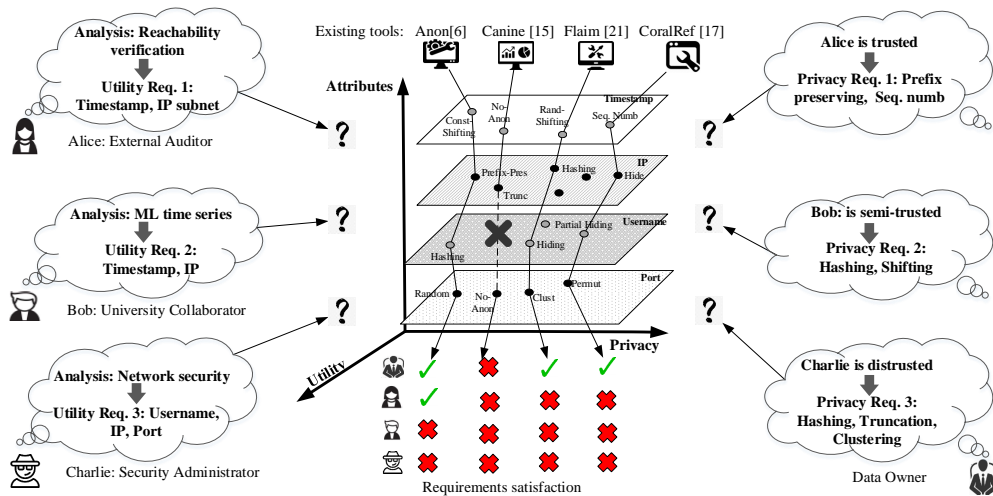 Analysis: Reachability
verification
Utility Req. 1:
Timestamp, IP subnet
Alice: External Auditor
?
Analysis: ML time series
Utility Req. 2:
Timestamp, IP
Bob: University Collaborator
?
Analysis: Network security
Utility Req. 3: Username,
IP, Port
Charlie: Security Administrator
?
Existing tools: Anon[6] Canine [15] Flaim [21] CoralRef [17]
Attributes
Timestamp
Const-
Shifting
No-
Anon
Rand-
Shifting
Seq. Numb
IP
Prefix-Pres
Trunc
Hashing
Hide
Username
Hashing
Hiding
Partial Hiding
Port
Random
No-
Anon
Clust
Permut
Privacy
Utility
Requirements satisfaction
Alice is trusted
Privacy Req. 1: Prefix
preserving, Seq. numb
?
Bob: is semi-trusted
Privacy Req. 2:
Hashing, Shifting
?
Charlie is distrusted
Privacy Req. 3:
Hashing, Truncation,
Clustering
?
Data Owner